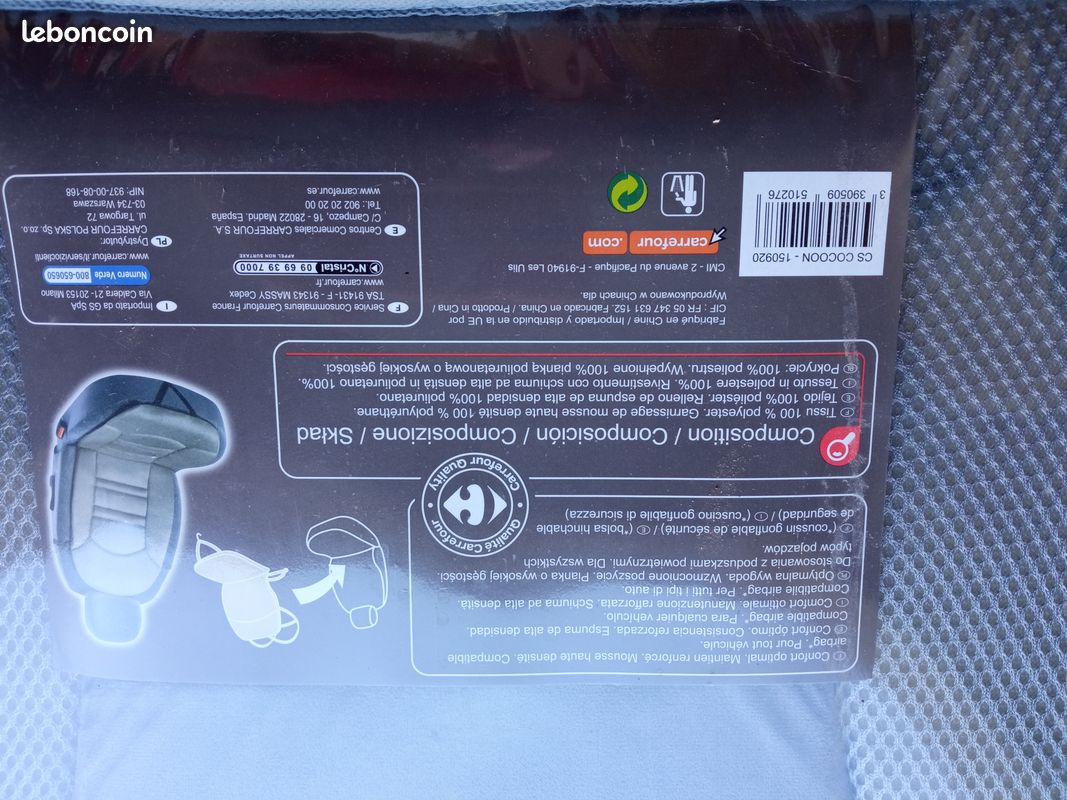 leboncoin
Ⓕ Confort optimal. Maintien renforcé. Mousse haute densité. Compatible
airbag*. Pour tout véhicule.
Ⓔ Confort óptimo. Consistencia reforzada. Espuma de alta densidad.
Compatible airbag*. Para cualquier vehículo.
Ⓘ Comfort ottimale. Manutenzione rafforzata. Schiuma ad alta densità
Compatibile airbag*. Per tutti i tipi di auto.
PL Optymalna wygoda. Wzmocnione poszycie. Pianka o wysokiej gęstości.
Do stosowania z poduszkami powietrznymi. Dla wszystkich
typów pojazdów.
Ⓕ (*coussin gonflable de sécurité) / Ⓔ (*bolsa hinchable
de seguridad) / Ⓘ (*cuscino gonfiabile di sicurezza)
Qualité Carrefour
Carrefour Quality
Composition / Composición / Composizione / Skład
Ⓕ Tissu 100 % polyester. Garnissage de mousse haute densité 100 % polyuréthane.
Ⓔ Tejido 100% poliéster. Relleno de espuma de alta densidad 100% poliuretano.
Ⓘ Tessuto in poliestere 100%. Rivestimento con schiuma ad alta densità in poliuretano 100%.
PL Pokrycie: 100% poliestru. Wypełnienie 100% pianka poliuretanowa o wysokiej gęstości.
Fabriqué en Chine / Importado y distribuido en la UE por
CIF : FR 05 347 631 152. Fabricado en China. / Prodotto in Cina /
Wyprodukowano w Chinach dla.
CMI - 2 avenue du Pacifique - F-91940 Les Ulis
carrefour .com
CS COCOON - 150920
3 390509 510276
F Service Consommateurs Carrefour France
TSA 91431 - F - 91343 MASSY Cedex
www.carrefour.fr
N°Cristal 09 69 39 7000
APPEL NON SURTAXÉ
E Centros Comerciales CARREFOUR S.A.
C/ Campezo, 16 - 28022 Madrid. España
Tel.: 902 20 20 00
www.carrefour.es
I Importato da GS SpA
Via Caldera 21- 20153 Milano
Numero Verde 800-650650
www.carrefour.it/servizioclienti
PL Dystrybutor:
CARREFOUR POLSKA Sp. zo.o.
ul. Targowa 72
03-734 Warszawa
NIP: 937-00-08-168